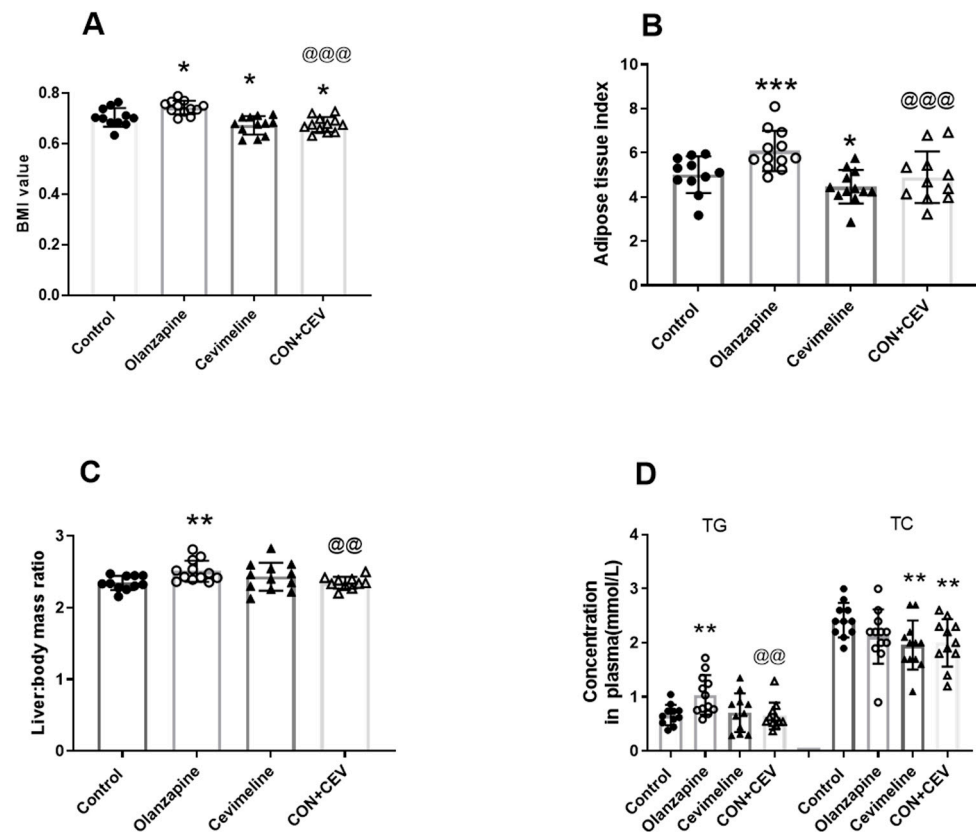 A
@@@
*
*
*
BMI value
0.8
0.6
0.4
0.2
0.0
Control
Olanzapine
Cevimeline
CON+CEV
B
***
@@@
*
Adipose tissue index
10
8
6
4
2
0
Control
Olanzapine
Cevimeline
CON+CEV
C
**
@@
Liver:body mass ratio
3
2
1
0
Control
Olanzapine
Cevimeline
CON+CEV
D
TG
TC
**
**
**
@@
Concentration
in plasma(mmol/L)
4
3
2
1
0
Control
Olanzapine
Cevimeline
CON+CEV
Control
Olanzapine
Cevimeline
CON+CEV